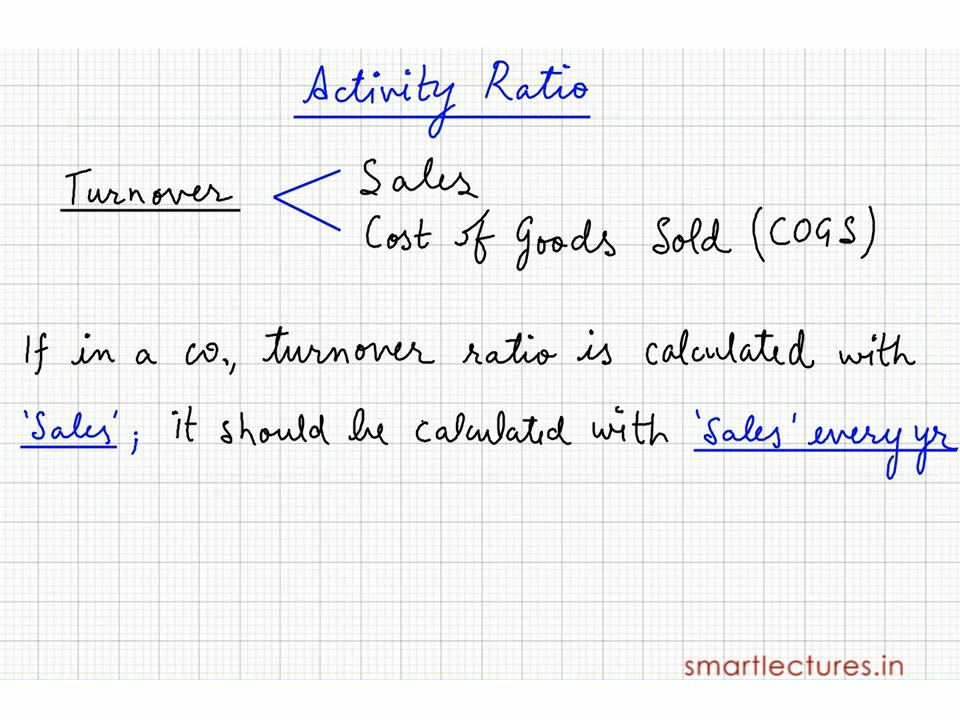 Activity Ratio
Turnover
Sales
Cost of Goods Sold (COGS)
If in a co., turnover ratio is calculated with
'Sales'; it should be calculated with 'Sales' every yr
smartlectures.in